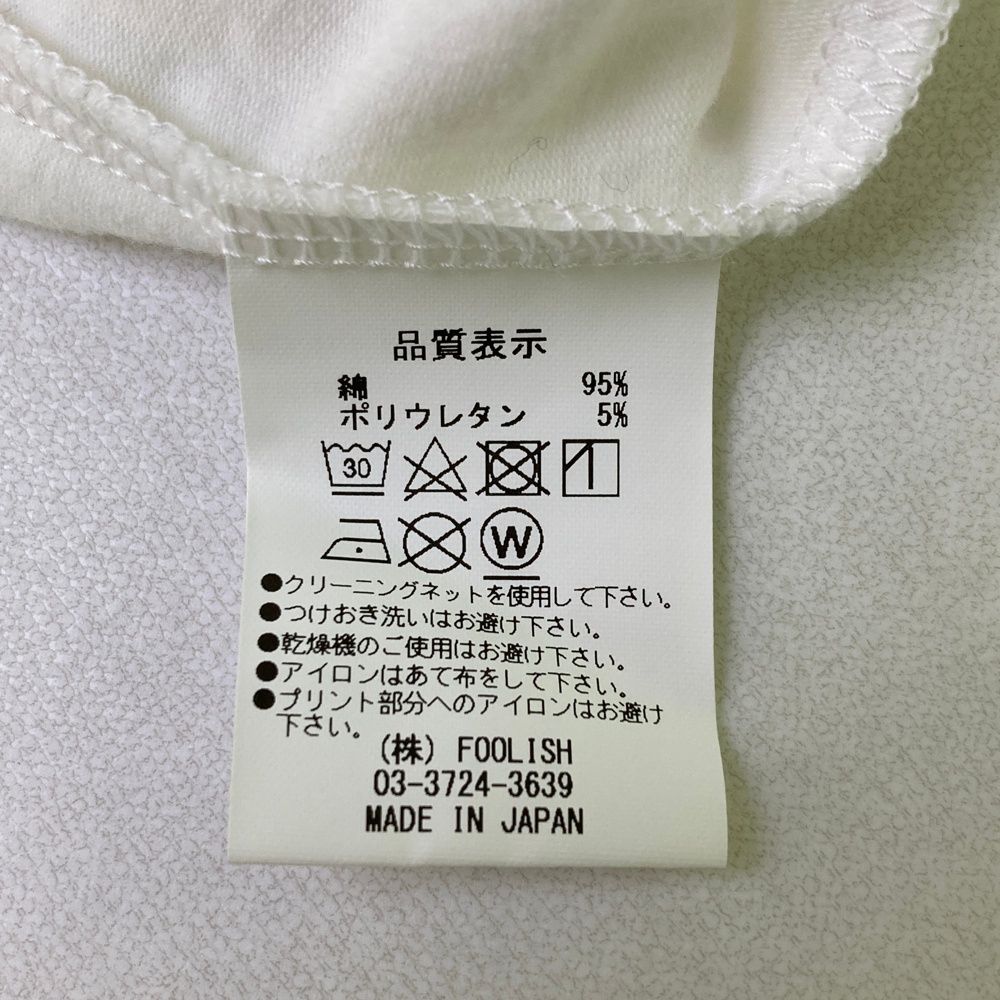 品質表示
綿 95%
ポリウレタン 5%
30
W
●クリーニングネットを使用して下さい。
●つけおき洗いはお避け下さい。
●乾燥機のご使用はお避け下さい。
●アイロンはあて布をして下さい。
●プリント部分へのアイロンはお避け
下さい。
(株) FOOLISH
03-3724-3639
MADE IN JAPAN